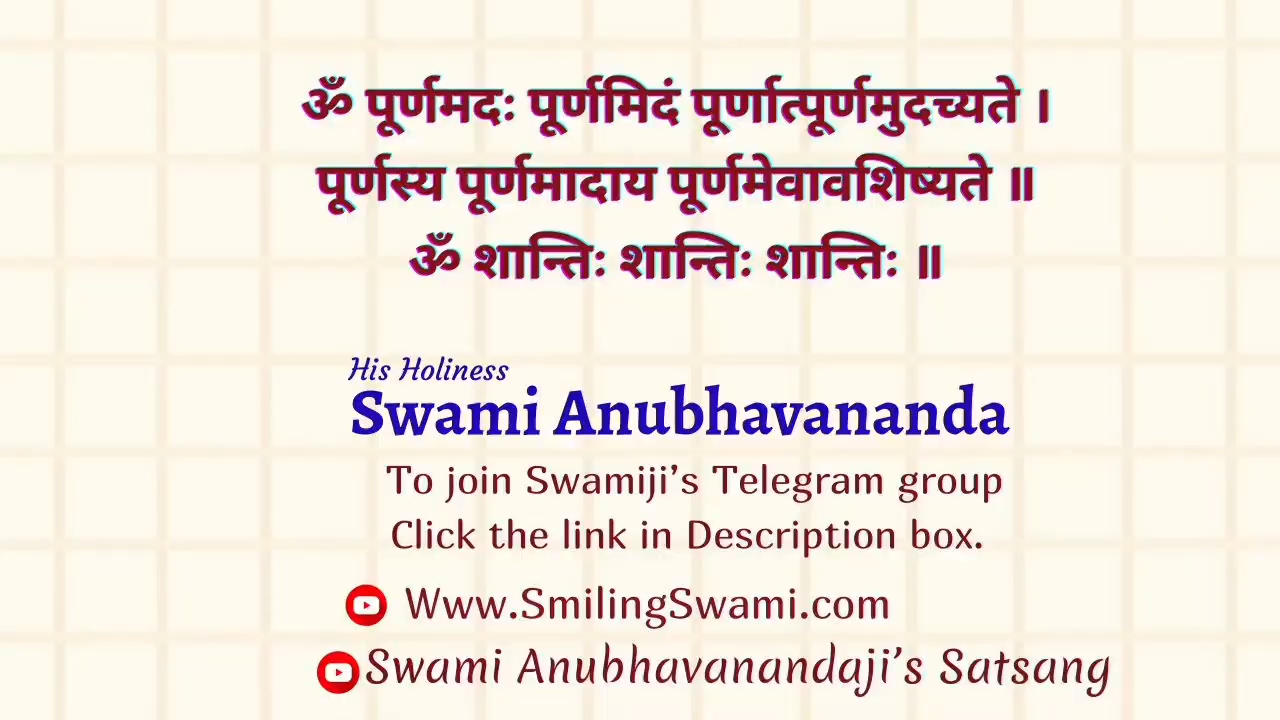 ॐ पूर्णमदः पूर्णमिदं पूर्णात्पूर्णमुदच्यते ।
पूर्णस्य पूर्णमादाय पूर्णमेवावशिष्यते ॥
ॐ शान्तिः शान्तिः शान्तिः ॥
His Holiness
Swami Anubhavananda
To join Swamiji’s Telegram group
Click the link in Description box.
Www.SmilingSwami.com
Swami Anubhavanandaji’s Satsang